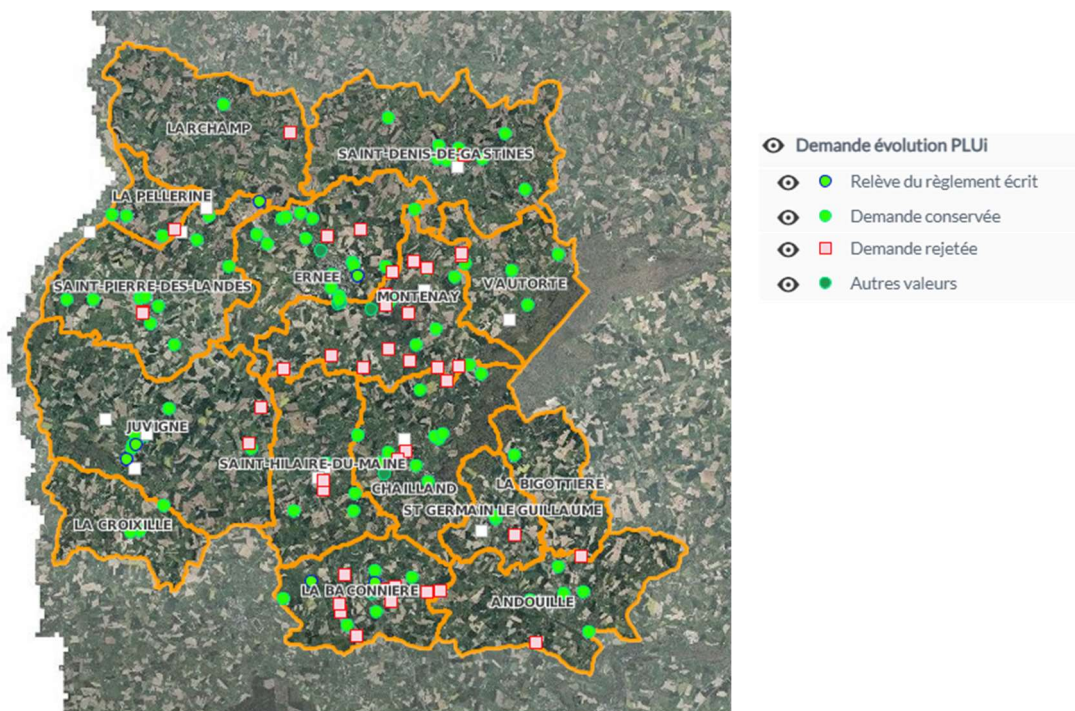 LARCHAMP
SAINT-DENIS-DE-GASTINES
LA PELLERINE
ERNEE
SAINT-PIERRE-DES-LANDES
MONTENAY
VAUTORTE
JUVIGNE
SAINT-HILAIRE-DU-MAINE
CHAILLAND
LA BIGOTTIERE
ST GERMAIN LE GUILLAUME
LA CROIXILLE
LA BACONNIERE
ANDOUILLE
Demande évolution PLUi
Relève du règlement écrit
Demande conservée
Demande rejetée
Autres valeurs